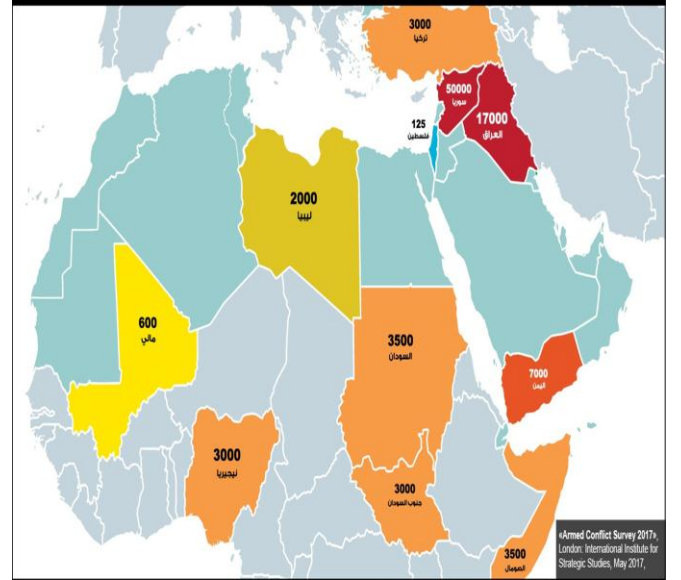 3000
تركيا
50000
سوريا
17000
العراق
125
فلسطين
2000
ليبيا
600
مالي
3500
السودان
7000
اليمن
3000
نيجيريا
3000
جنوب السودان
3500
الصومال
«Armed Conflict Survey 2017»,
London: International Institute for
Strategic Studies, May 2017,